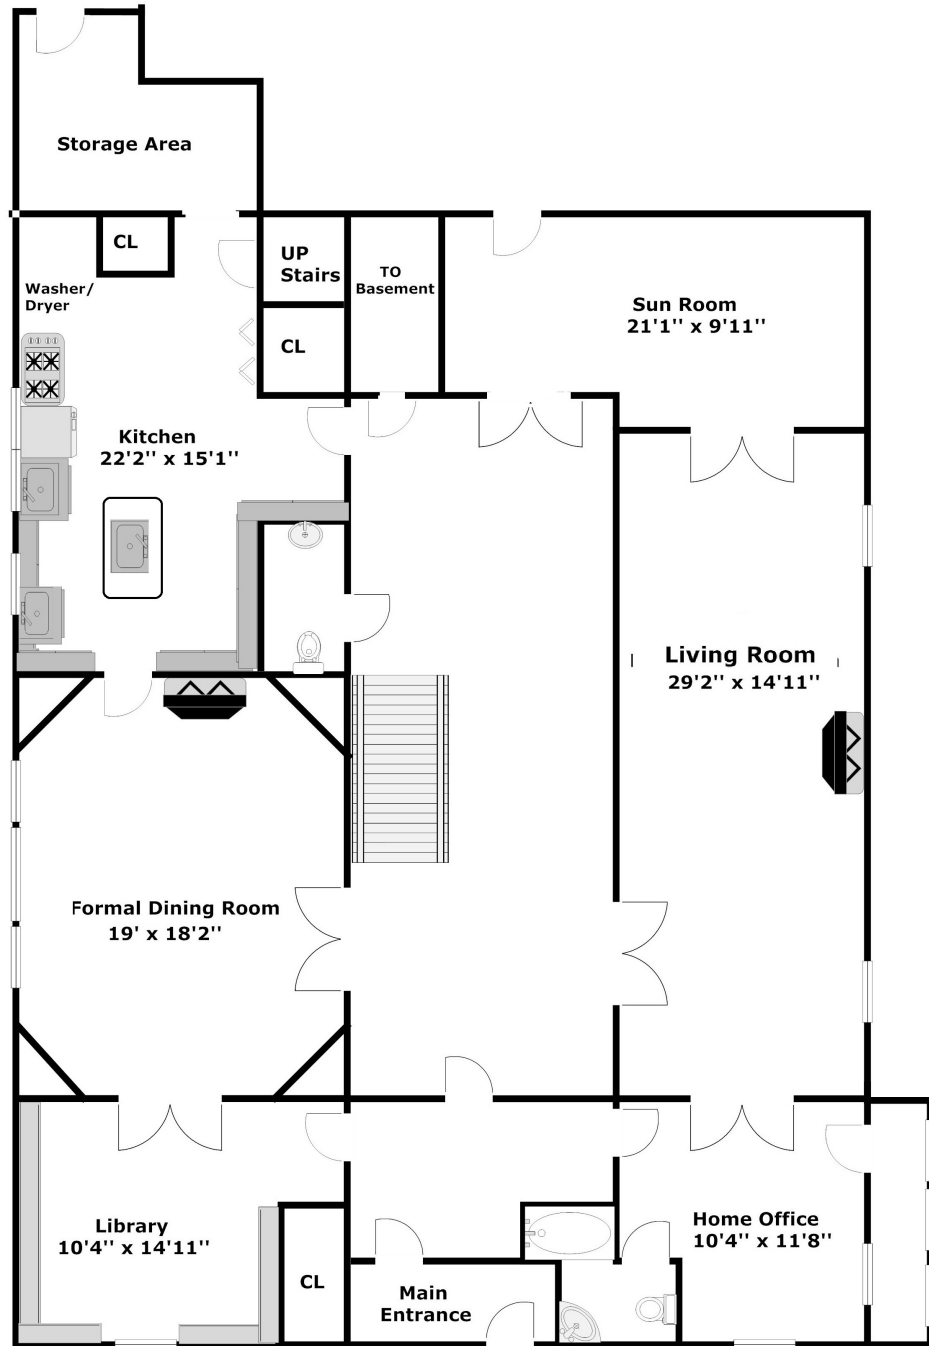 Storage Area
CL
UP
Stairs
TO
Basement
Washer/
Dryer
Sun Room
21'1'' x 9'11''
CL
Kitchen
22'2'' x 15'1''
Living Room
29'2'' x 14'11''
Formal Dining Room
19' x 18'2''
Library
10'4'' x 14'11''
Home Office
10'4'' x 11'8''
CL
Main
Entrance